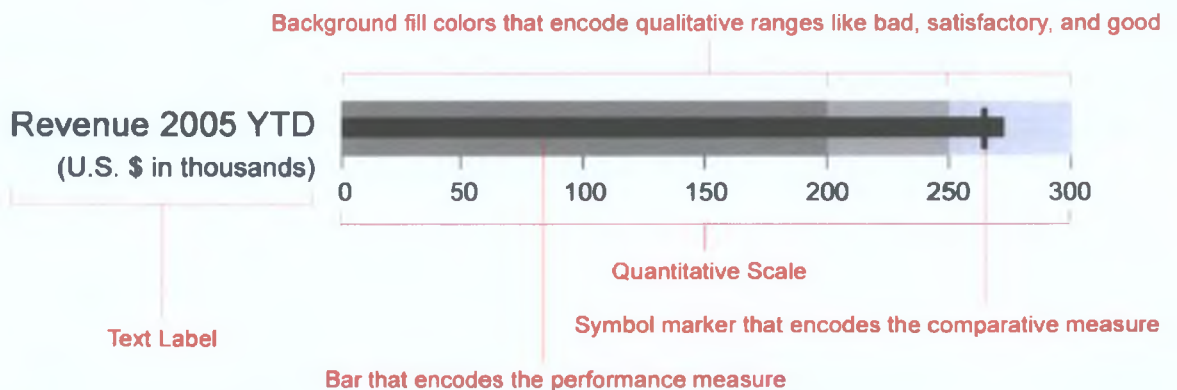 Background fill colors that encode qualitative ranges like bad, satisfactory, and good
Revenue 2005 YTD
(U.S. $ in thousands)
0 50 100 150 200 250 300
Quantitative Scale
Symbol marker that encodes the comparative measure
Text Label
Bar that encodes the performance measure